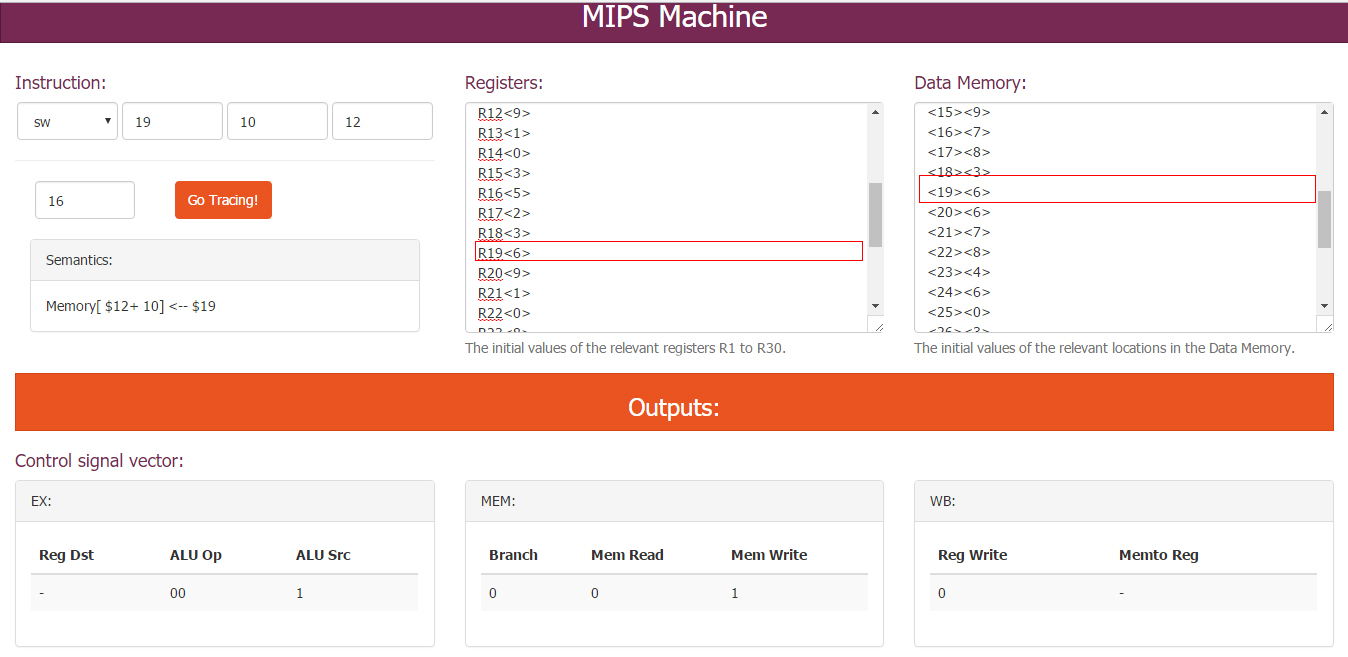 MIPS Machine
Instruction:
sw 19 10 12
16 Go Tracing!
Semantics:
Memory[ $12+ 10] <-- $19
Registers:
R12<9>
R13<1>
R14<0>
R15<3>
R16<5>
R17<2>
R18<3>
R19<6>
R20<9>
R21<1>
R22<0>
The initial values of the relevant registers R1 to R30.
Data Memory:
<15><9>
<16><7>
<17><8>
<18><3>
<19><6>
<20><6>
<21><7>
<22><8>
<23><4>
<24><6>
<25><0>
The initial values of the relevant locations in the Data Memory.
Outputs:
Control signal vector:
EX:
Reg Dst ALU Op ALU Src
- 00 1
MEM:
Branch Mem Read Mem Write
0 0 1
WB:
Reg Write Memto Reg
0 -